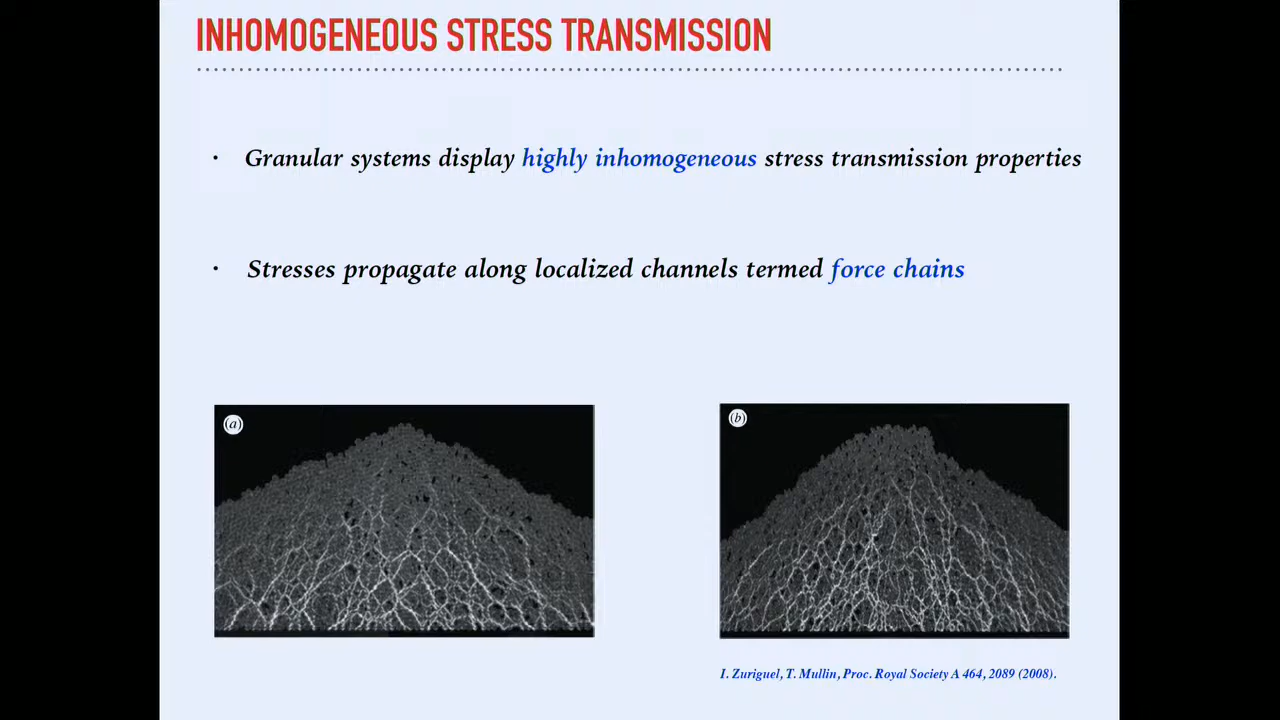 INHOMOGENEOUS STRESS TRANSMISSION
· Granular systems display highly inhomogeneous stress transmission properties
· Stresses propagate along localized channels termed force chains
(a)
(b)
I. Zuriguel, T. Mullin, Proc. Royal Society A 464, 2089 (2008).